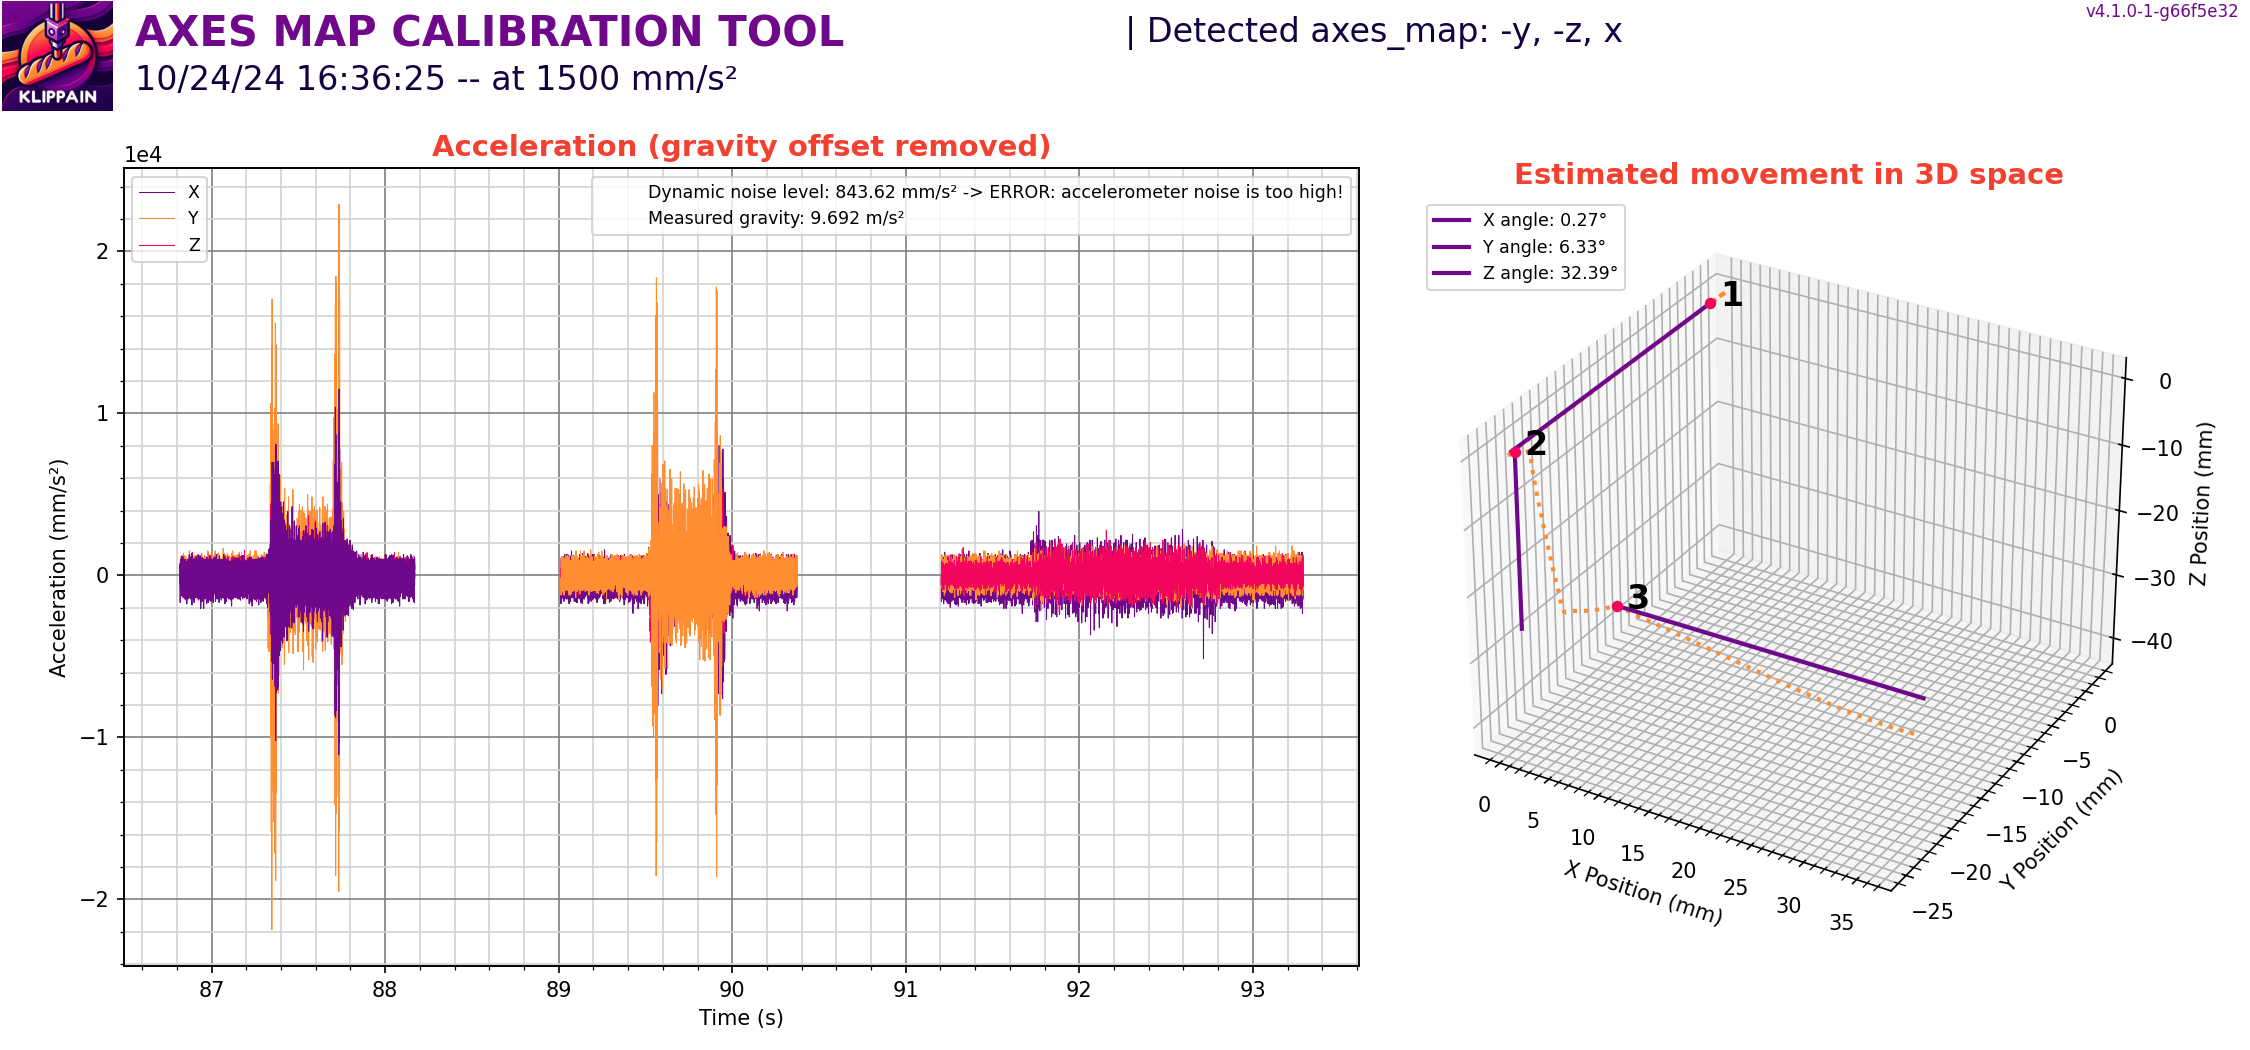 KLIPPAIN
AXES MAP CALIBRATION TOOL
10/24/24 16:36:25 -- at 1500 mm/s²
| Detected axes_map: -y, -z, x
v4.1.0-1-g66f5e32
Acceleration (gravity offset removed)
1e4
X
Y
Z
Dynamic noise level: 843.62 mm/s² -> ERROR: accelerometer noise is too high!
Measured gravity: 9.692 m/s²
Acceleration (mm/s²)
2
1
0
−1
−2
87
88
89
90
91
92
93
Time (s)
Estimated movement in 3D space
X angle: 0.27°
Y angle: 6.33°
Z angle: 32.39°
1
2
3
0
−10
−20
−30
−40
Z Position (mm)
0
−5
−10
−15
−20
−25
Y Position (mm)
0
5
10
15
20
25
30
35
X Position (mm)